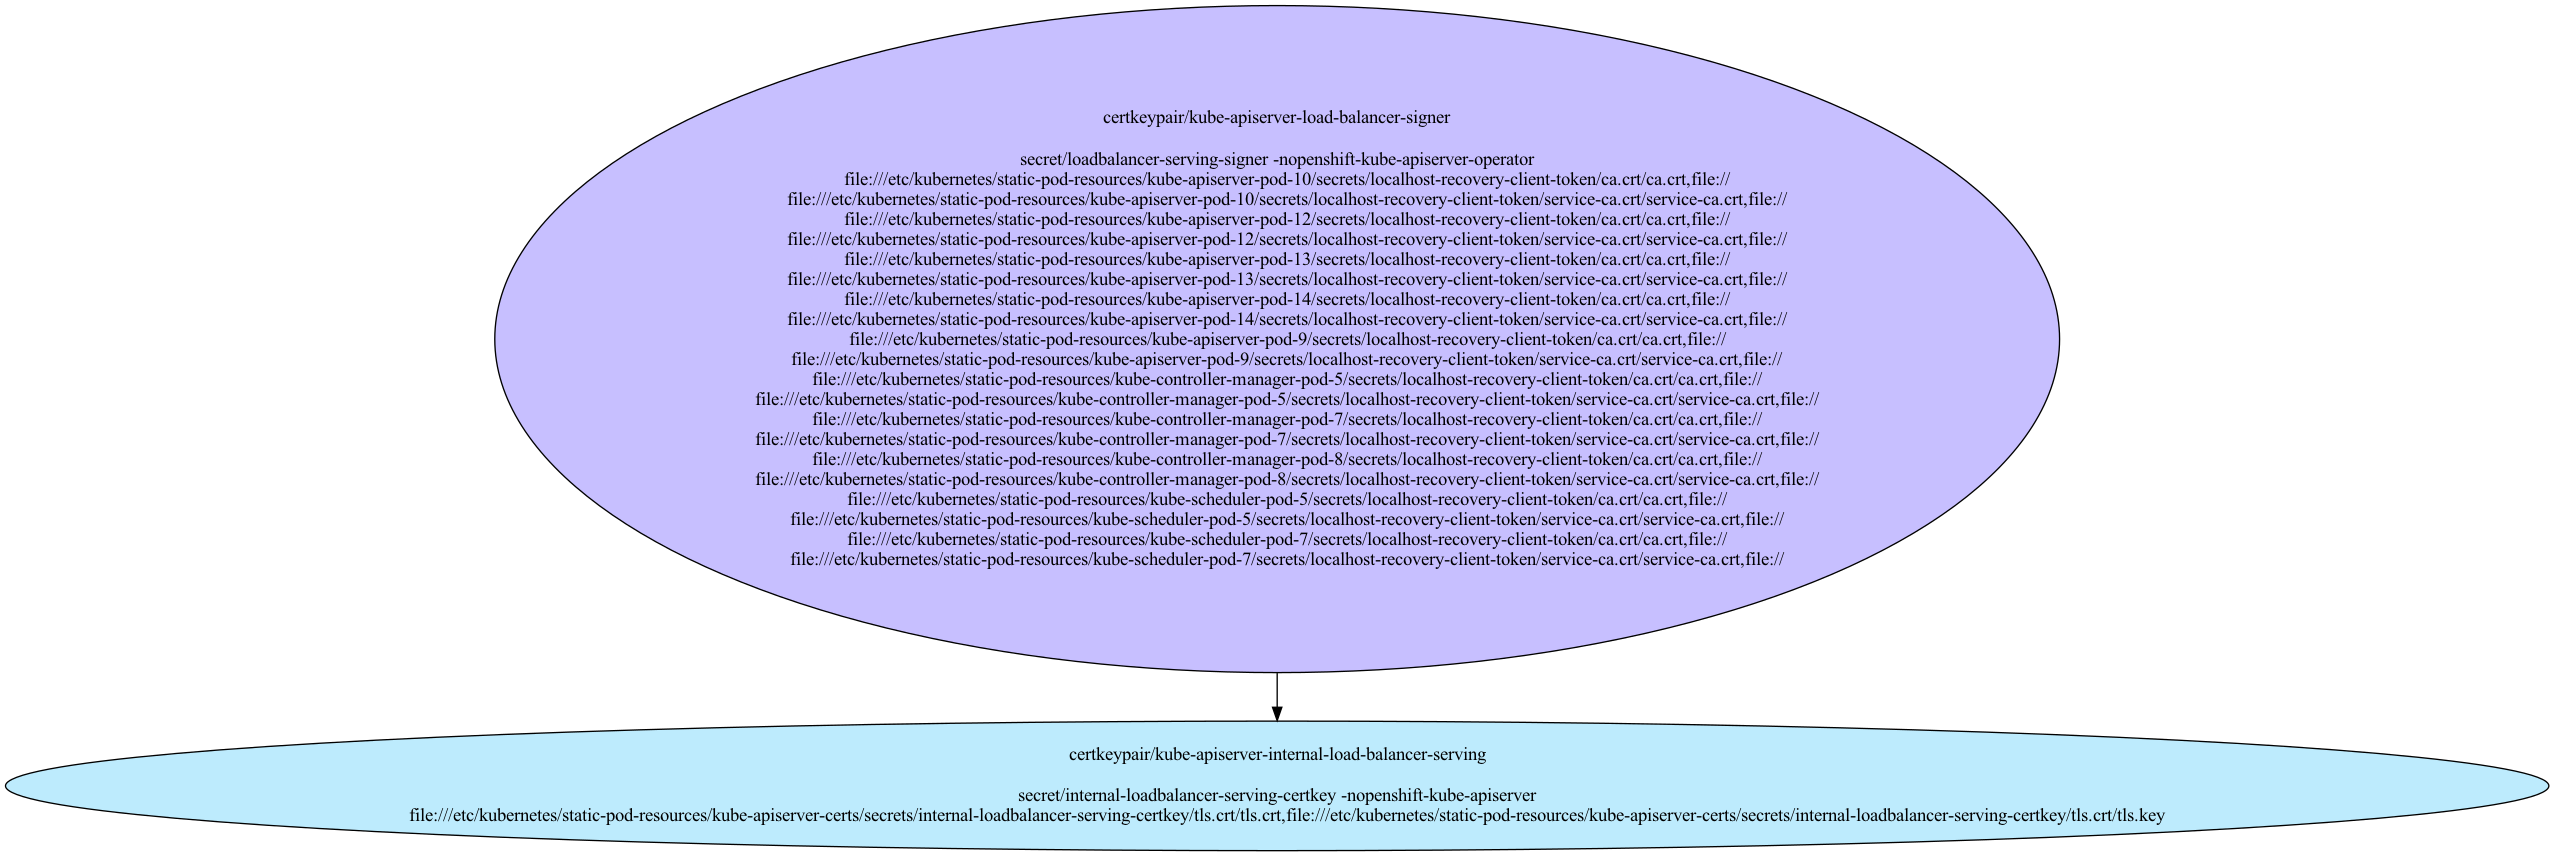 certkeypair/kube-apiserver-load-balancer-signer
secret/loadbalancer-serving-signer -nopenshift-kube-apiserver-operator
file:///etc/kubernetes/static-pod-resources/kube-apiserver-pod-10/secrets/localhost-recovery-client-token/ca.crt/ca.crt,file://
file:///etc/kubernetes/static-pod-resources/kube-apiserver-pod-10/secrets/localhost-recovery-client-token/service-ca.crt/service-ca.crt,file://
file:///etc/kubernetes/static-pod-resources/kube-apiserver-pod-12/secrets/localhost-recovery-client-token/ca.crt/ca.crt,file://
file:///etc/kubernetes/static-pod-resources/kube-apiserver-pod-12/secrets/localhost-recovery-client-token/service-ca.crt/service-ca.crt,file://
file:///etc/kubernetes/static-pod-resources/kube-apiserver-pod-13/secrets/localhost-recovery-client-token/ca.crt/ca.crt,file://
file:///etc/kubernetes/static-pod-resources/kube-apiserver-pod-13/secrets/localhost-recovery-client-token/service-ca.crt/service-ca.crt,file://
file:///etc/kubernetes/static-pod-resources/kube-apiserver-pod-14/secrets/localhost-recovery-client-token/ca.crt/ca.crt,file://
file:///etc/kubernetes/static-pod-resources/kube-apiserver-pod-14/secrets/localhost-recovery-client-token/service-ca.crt/service-ca.crt,file://
file:///etc/kubernetes/static-pod-resources/kube-apiserver-pod-9/secrets/localhost-recovery-client-token/ca.crt/ca.crt,file://
file:///etc/kubernetes/static-pod-resources/kube-apiserver-pod-9/secrets/localhost-recovery-client-token/service-ca.crt/service-ca.crt,file://
file:///etc/kubernetes/static-pod-resources/kube-controller-manager-pod-5/secrets/localhost-recovery-client-token/ca.crt/ca.crt,file://
file:///etc/kubernetes/static-pod-resources/kube-controller-manager-pod-5/secrets/localhost-recovery-client-token/service-ca.crt/service-ca.crt,file://
file:///etc/kubernetes/static-pod-resources/kube-controller-manager-pod-7/secrets/localhost-recovery-client-token/ca.crt/ca.crt,file://
file:///etc/kubernetes/static-pod-resources/kube-controller-manager-pod-7/secrets/localhost-recovery-client-token/service-ca.crt/service-ca.crt,file://
file:///etc/kubernetes/static-pod-resources/kube-controller-manager-pod-8/secrets/localhost-recovery-client-token/ca.crt/ca.crt,file://
file:///etc/kubernetes/static-pod-resources/kube-controller-manager-pod-8/secrets/localhost-recovery-client-token/service-ca.crt/service-ca.crt,file://
file:///etc/kubernetes/static-pod-resources/kube-scheduler-pod-5/secrets/localhost-recovery-client-token/ca.crt/ca.crt,file://
file:///etc/kubernetes/static-pod-resources/kube-scheduler-pod-5/secrets/localhost-recovery-client-token/service-ca.crt/service-ca.crt,file://
file:///etc/kubernetes/static-pod-resources/kube-scheduler-pod-7/secrets/localhost-recovery-client-token/ca.crt/ca.crt,file://
file:///etc/kubernetes/static-pod-resources/kube-scheduler-pod-7/secrets/localhost-recovery-client-token/service-ca.crt/service-ca.crt,file://
certkeypair/kube-apiserver-internal-load-balancer-serving
secret/internal-loadbalancer-serving-certkey -nopenshift-kube-apiserver
file:///etc/kubernetes/static-pod-resources/kube-apiserver-certs/secrets/internal-loadbalancer-serving-certkey/tls.crt/tls.crt,file:///etc/kubernetes/static-pod-resources/kube-apiserver-certs/secrets/internal-loadbalancer-serving-certkey/tls.crt/tls.key